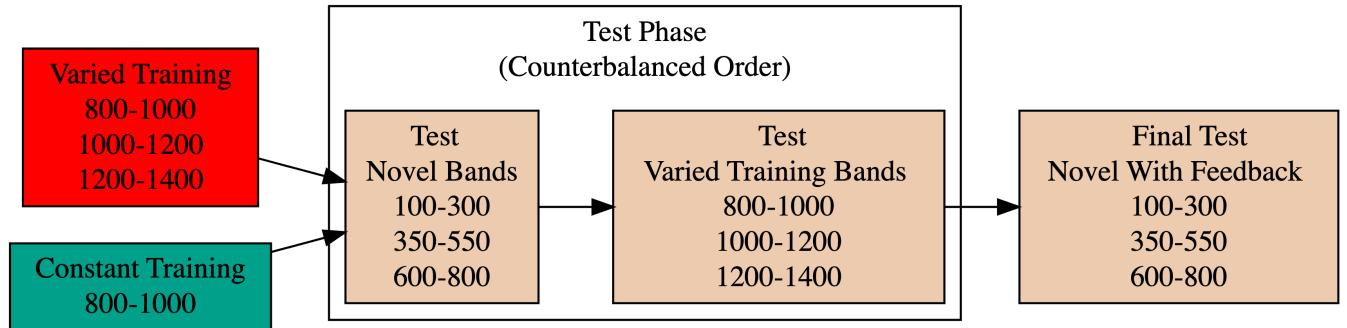 Varied Training
800-1000
1000-1200
1200-1400
Constant Training
800-1000
Test Phase
(Counterbalanced Order)
Test
Novel Bands
100-300
350-550
600-800
Test
Varied Training Bands
800-1000
1000-1200
1200-1400
Final Test
Novel With Feedback
100-300
350-550
600-800